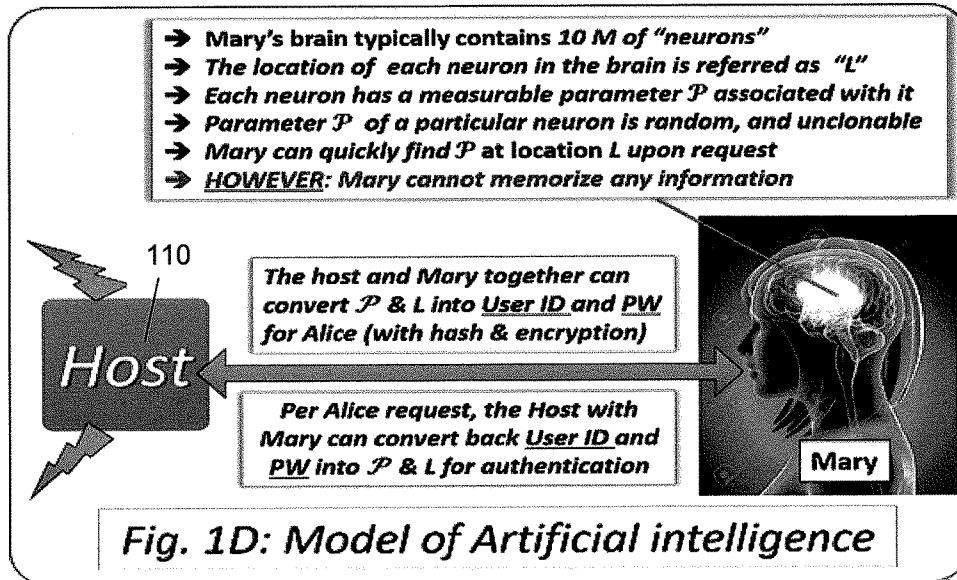 ➔ Mary's brain typically contains 10 M of "neurons"
➔ The location of each neuron in the brain is referred as "L"
➔ Each neuron has a measurable parameter 𝒫 associated with it
➔ Parameter 𝒫 of a particular neuron is random, and unclonable
➔ Mary can quickly find 𝒫 at location L upon request
➔ HOWEVER: Mary cannot memorize any information
110
Host
The host and Mary together can
convert 𝒫 & L into User ID and PW
for Alice (with hash & encryption)
Per Alice request, the Host with
Mary can convert back User ID and
PW into 𝒫 & L for authentication
Mary
Fig. 1D: Model of Artificial intelligence